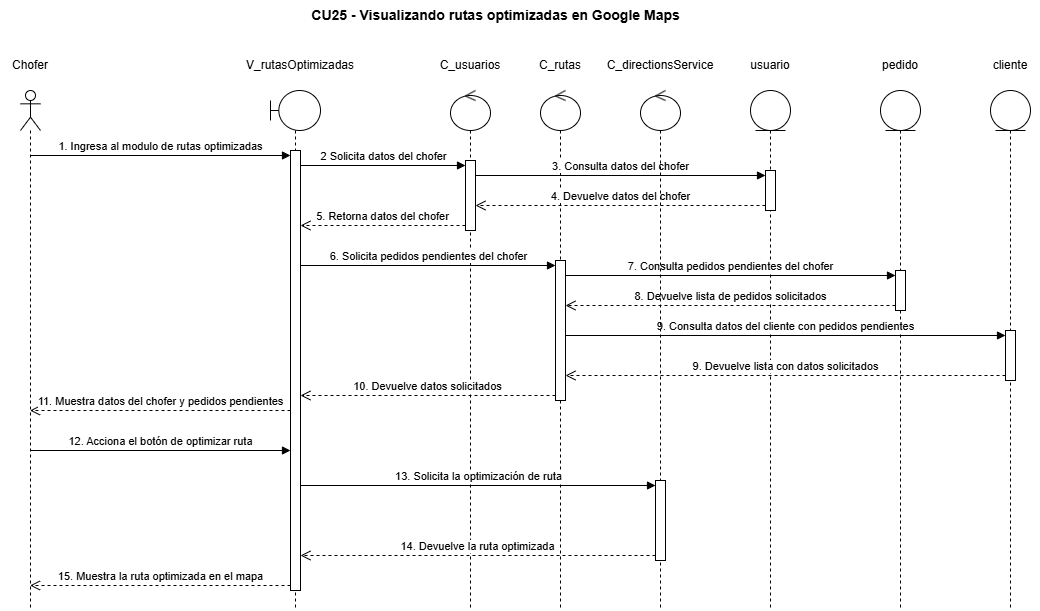 CU25 - Visualizando rutas optimizadas en Google Maps
Chofer
V_rutasOptimizadas
C_usuarios
C_rutas
C_directionsService
usuario
pedido
cliente
1. Ingresa al modulo de rutas optimizadas
2 Solicita datos del chofer
3. Consulta datos del chofer
4. Devuelve datos del chofer
5. Retorna datos del chofer
6. Solicita pedidos pendientes del chofer
7. Consulta pedidos pendientes del chofer
8. Devuelve lista de pedidos solicitados
9. Consulta datos del cliente con pedidos pendientes
9. Devuelve lista con datos solicitados
10. Devuelve datos solicitados
11. Muestra datos del chofer y pedidos pendientes
12. Acciona el botón de optimizar ruta
13. Solicita la optimización de ruta
14. Devuelve la ruta optimizada
15. Muestra la ruta optimizada en el mapa